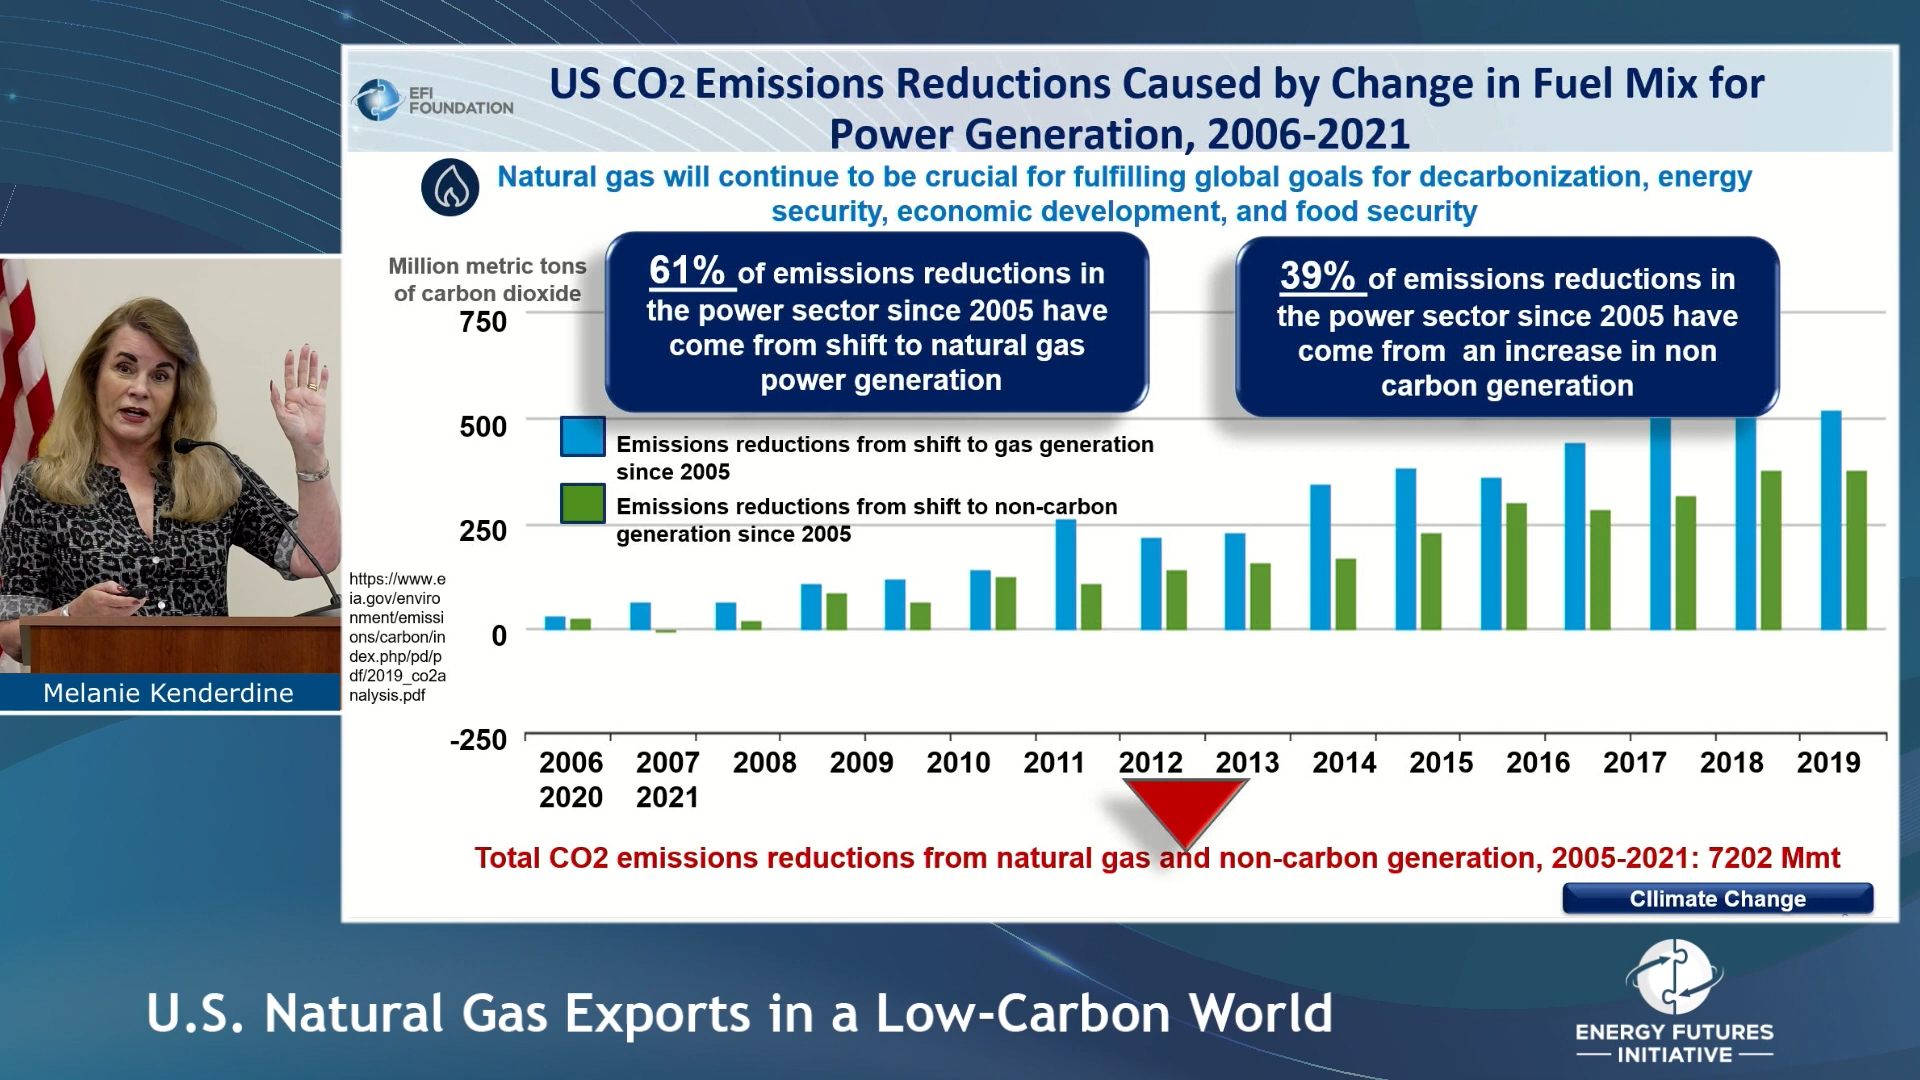 EFI
FOUNDATION
US CO2 Emissions Reductions Caused by Change in Fuel Mix for
Power Generation, 2006-2021
Natural gas will continue to be crucial for fulfilling global goals for decarbonization, energy
security, economic development, and food security
Million metric tons
of carbon dioxide
61% of emissions reductions in
the power sector since 2005 have
come from shift to natural gas
power generation
39% of emissions reductions in
the power sector since 2005 have
come from an increase in non
carbon generation
750
500
250
0
-250
Emissions reductions from shift to gas generation
since 2005
Emissions reductions from shift to non-carbon
generation since 2005
https://www.e
ia.gov/enviro
nment/emissi
ons/carbon/in
dex.php/pd/p
df/2019_co2a
nalysis.pdf
2006 2007 2008 2009 2010 2011 2012 2013 2014 2015 2016 2017 2018 2019
2020 2021
Total CO2 emissions reductions from natural gas and non-carbon generation, 2005-2021: 7202 Mmt
Cllimate Change
Melanie Kenderdine
U.S. Natural Gas Exports in a Low-Carbon World
ENERGY FUTURES
INITIATIVE